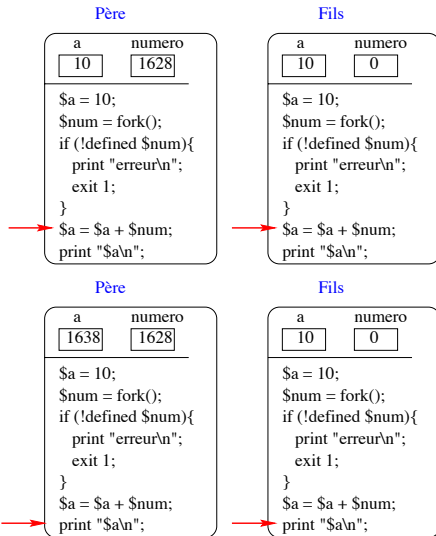 Père
Fils
a numero
10 1628
$a = 10;
$num = fork();
if (!defined $num){
print "erreur\n";
exit 1;
}
$a = $a + $num;
print "$a\n";
a numero
10 0
$a = 10;
$num = fork();
if (!defined $num){
print "erreur\n";
exit 1;
}
$a = $a + $num;
print "$a\n";
Père
Fils
a numero
1638 1628
$a = 10;
$num = fork();
if (!defined $num){
print "erreur\n";
exit 1;
}
$a = $a + $num;
print "$a\n";
a numero
10 0
$a = 10;
$num = fork();
if (!defined $num){
print "erreur\n";
exit 1;
}
$a = $a + $num;
print "$a\n";